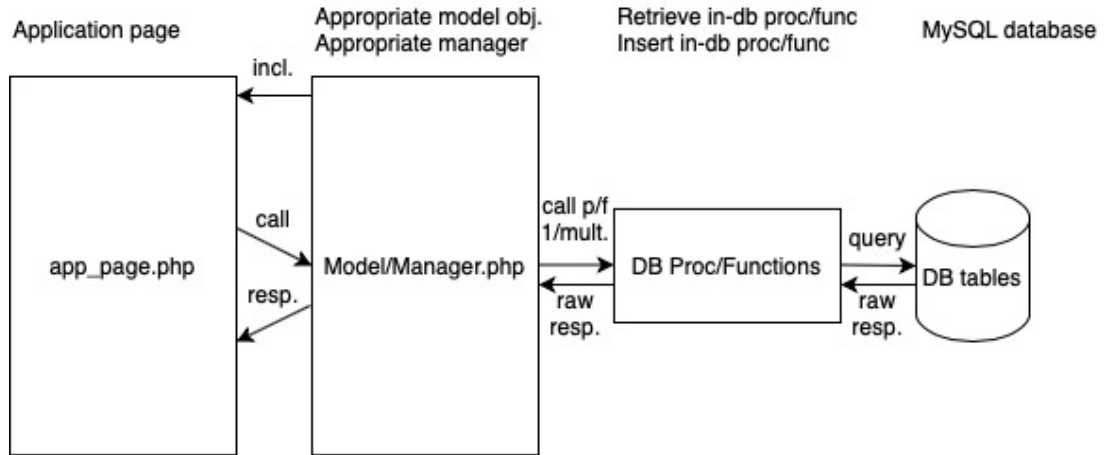 Application page
Appropriate model obj.
Appropriate manager
Retrieve in-db proc/func
Insert in-db proc/func
MySQL database
incl.
call
resp.
app_page.php
Model/Manager.php
call p/f
1/mult.
raw
resp.
DB Proc/Functions
query
raw
resp.
DB tables